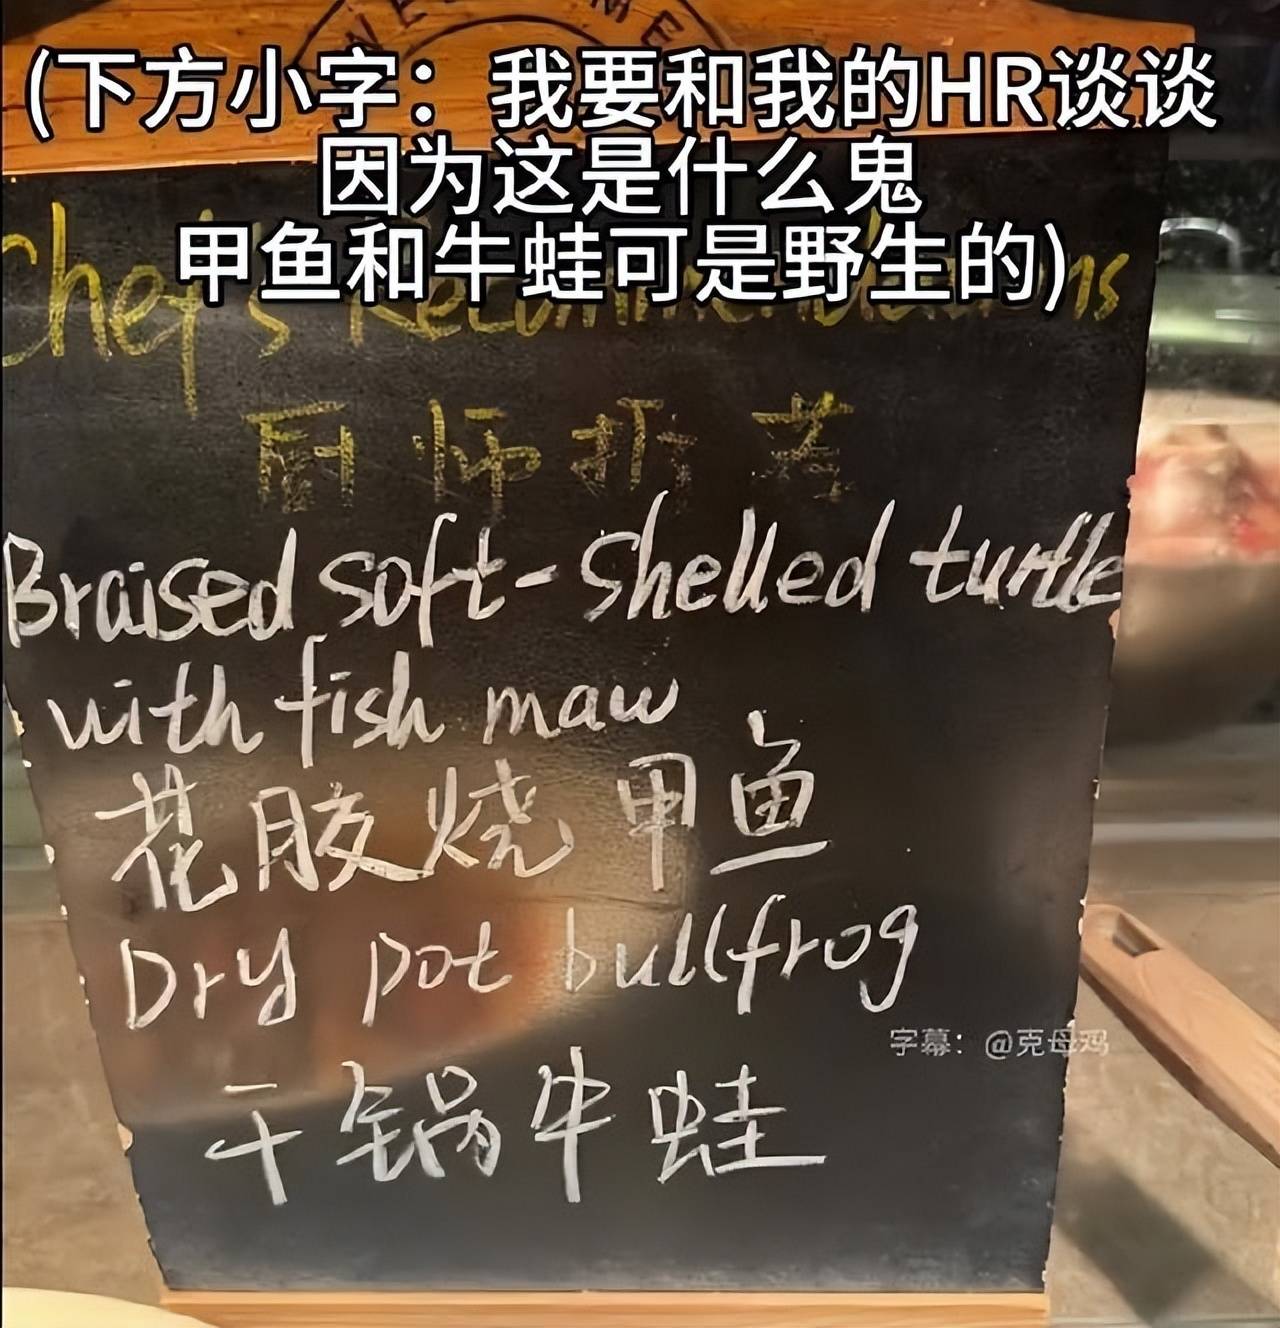 WELCOME
(下方小字：我要和我的HR谈谈
因为这是什么鬼
甲鱼和牛蛙可是野生的)
Chef's Recommendations
厨师推荐
Braised soft-shelled turtle
with fish maw
花胶烧甲鱼
Dry pot bullfrog
字幕：@克母鸡
干锅牛蛙